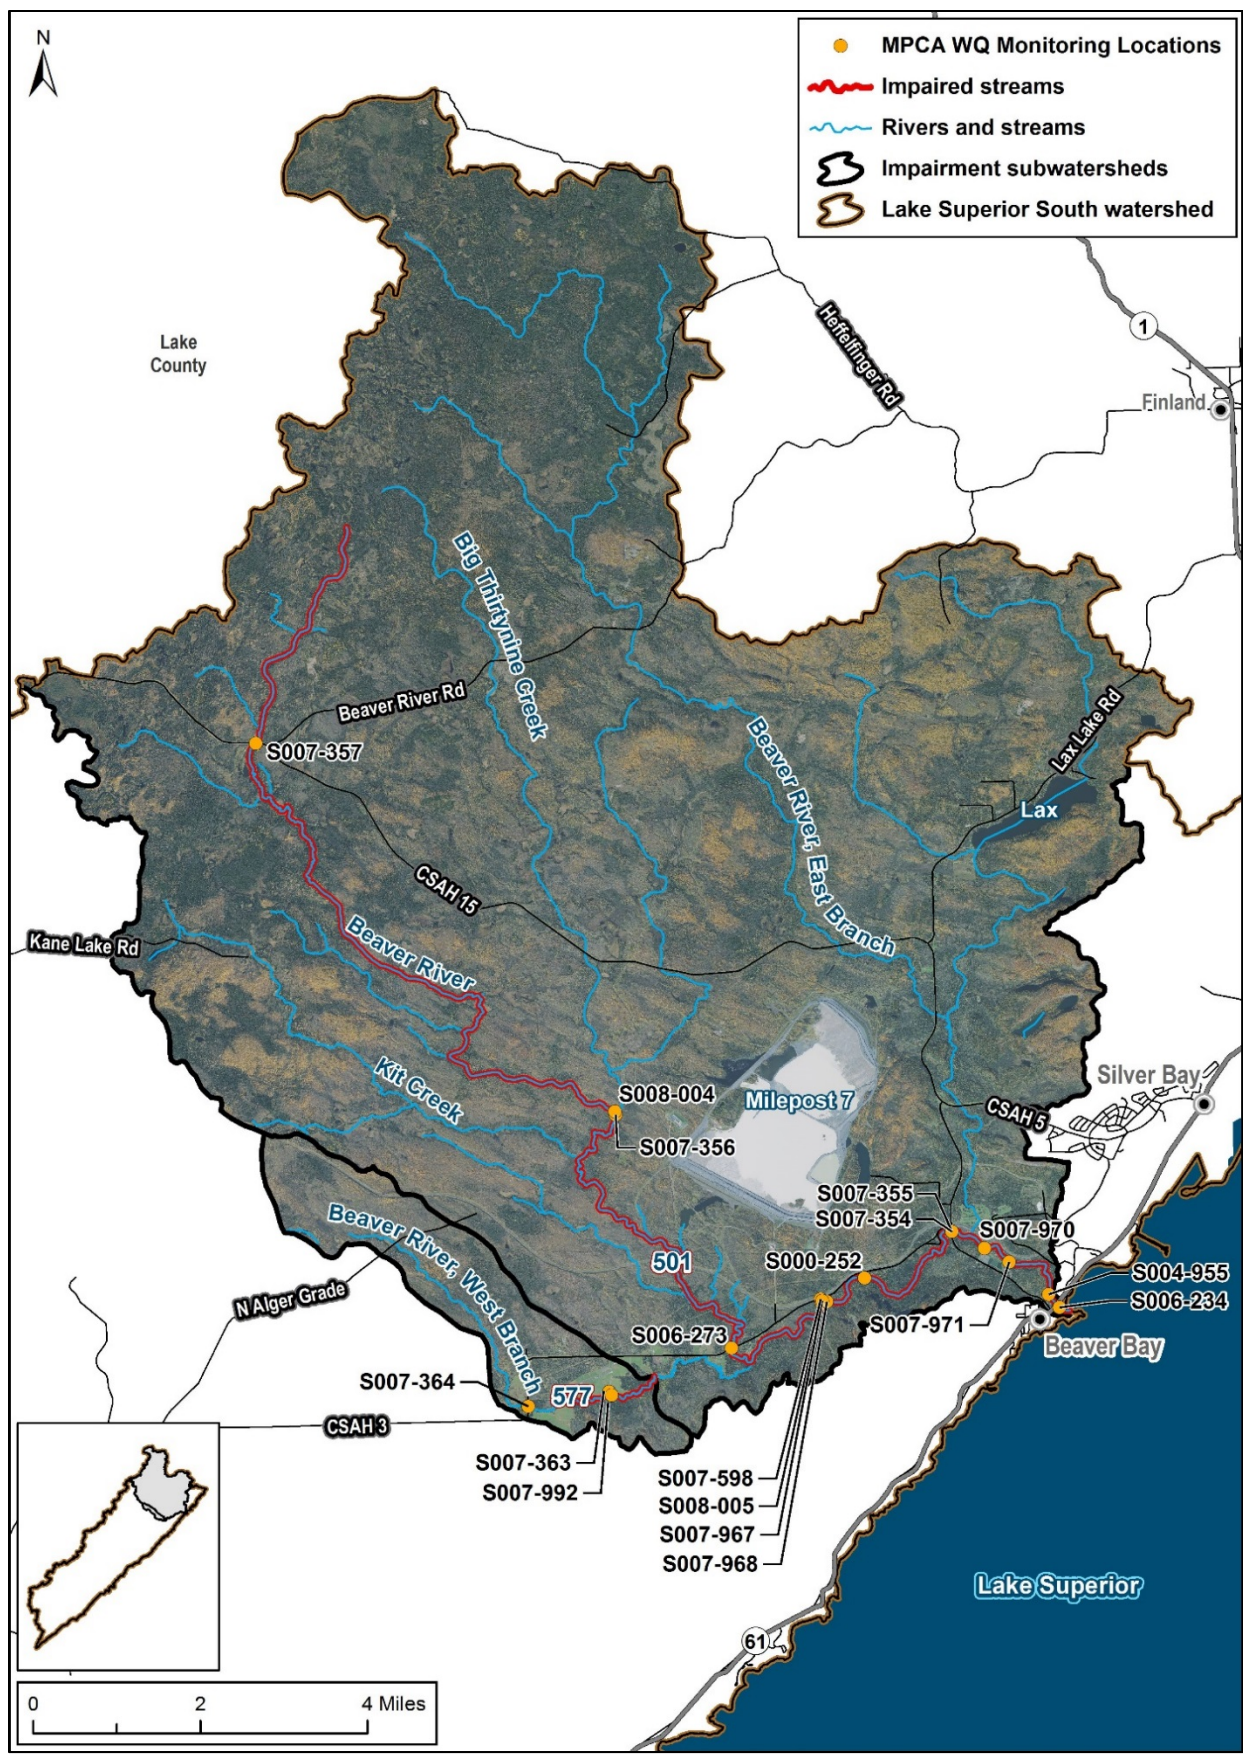 N
MPCA WQ Monitoring Locations
Impaired streams
Rivers and streams
Impairment subwatersheds
Lake Superior South watershed
Lake
County
Heffelfinger Rd
1
Finland
Big Thirtynine Creek
Beaver River Rd
S007-357
Beaver River, East Branch
Lax Lake Rd
Lax
CSAH 15
Kane Lake Rd
Beaver River
Kit Creek
S008-004
S007-356
Milepost 7
Silver Bay
CSAH 5
S007-355
S007-354
S007-970
S000-252
501
Beaver River, West Branch
N Alger Grade
S004-955
S006-234
S007-971
S006-273
Beaver Bay
S007-364
577
CSAH 3
S007-363
S007-992
S007-598
S008-005
S007-967
S007-968
Lake Superior
61
0 2 4 Miles